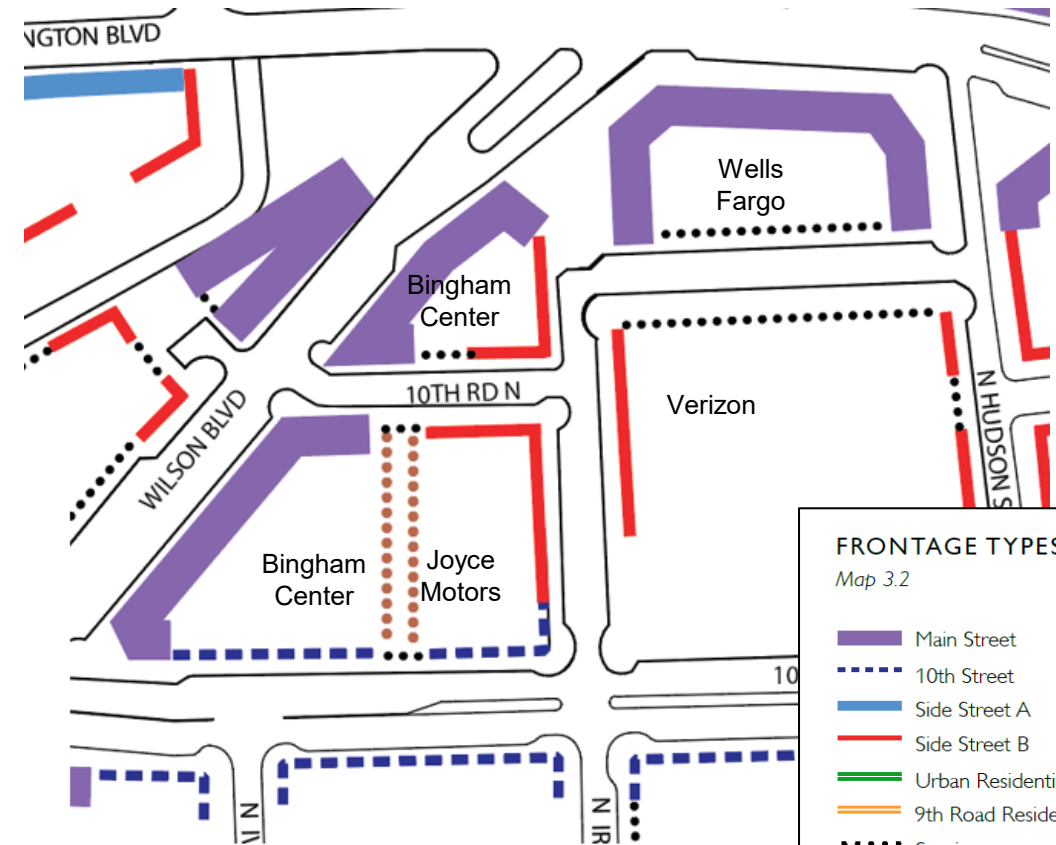 NGTON BLVD
Wells
Fargo
Bingham
Center
10TH RD N
Verizon
N HUDSON S
WILSON BLVD
Bingham
Center
Joyce
Motors
10
N IV
N IR
FRONTAGE TYPES
Map 3.2
Main Street
10th Street
Side Street A
Side Street B
Urban Residenti
9th Road Reside